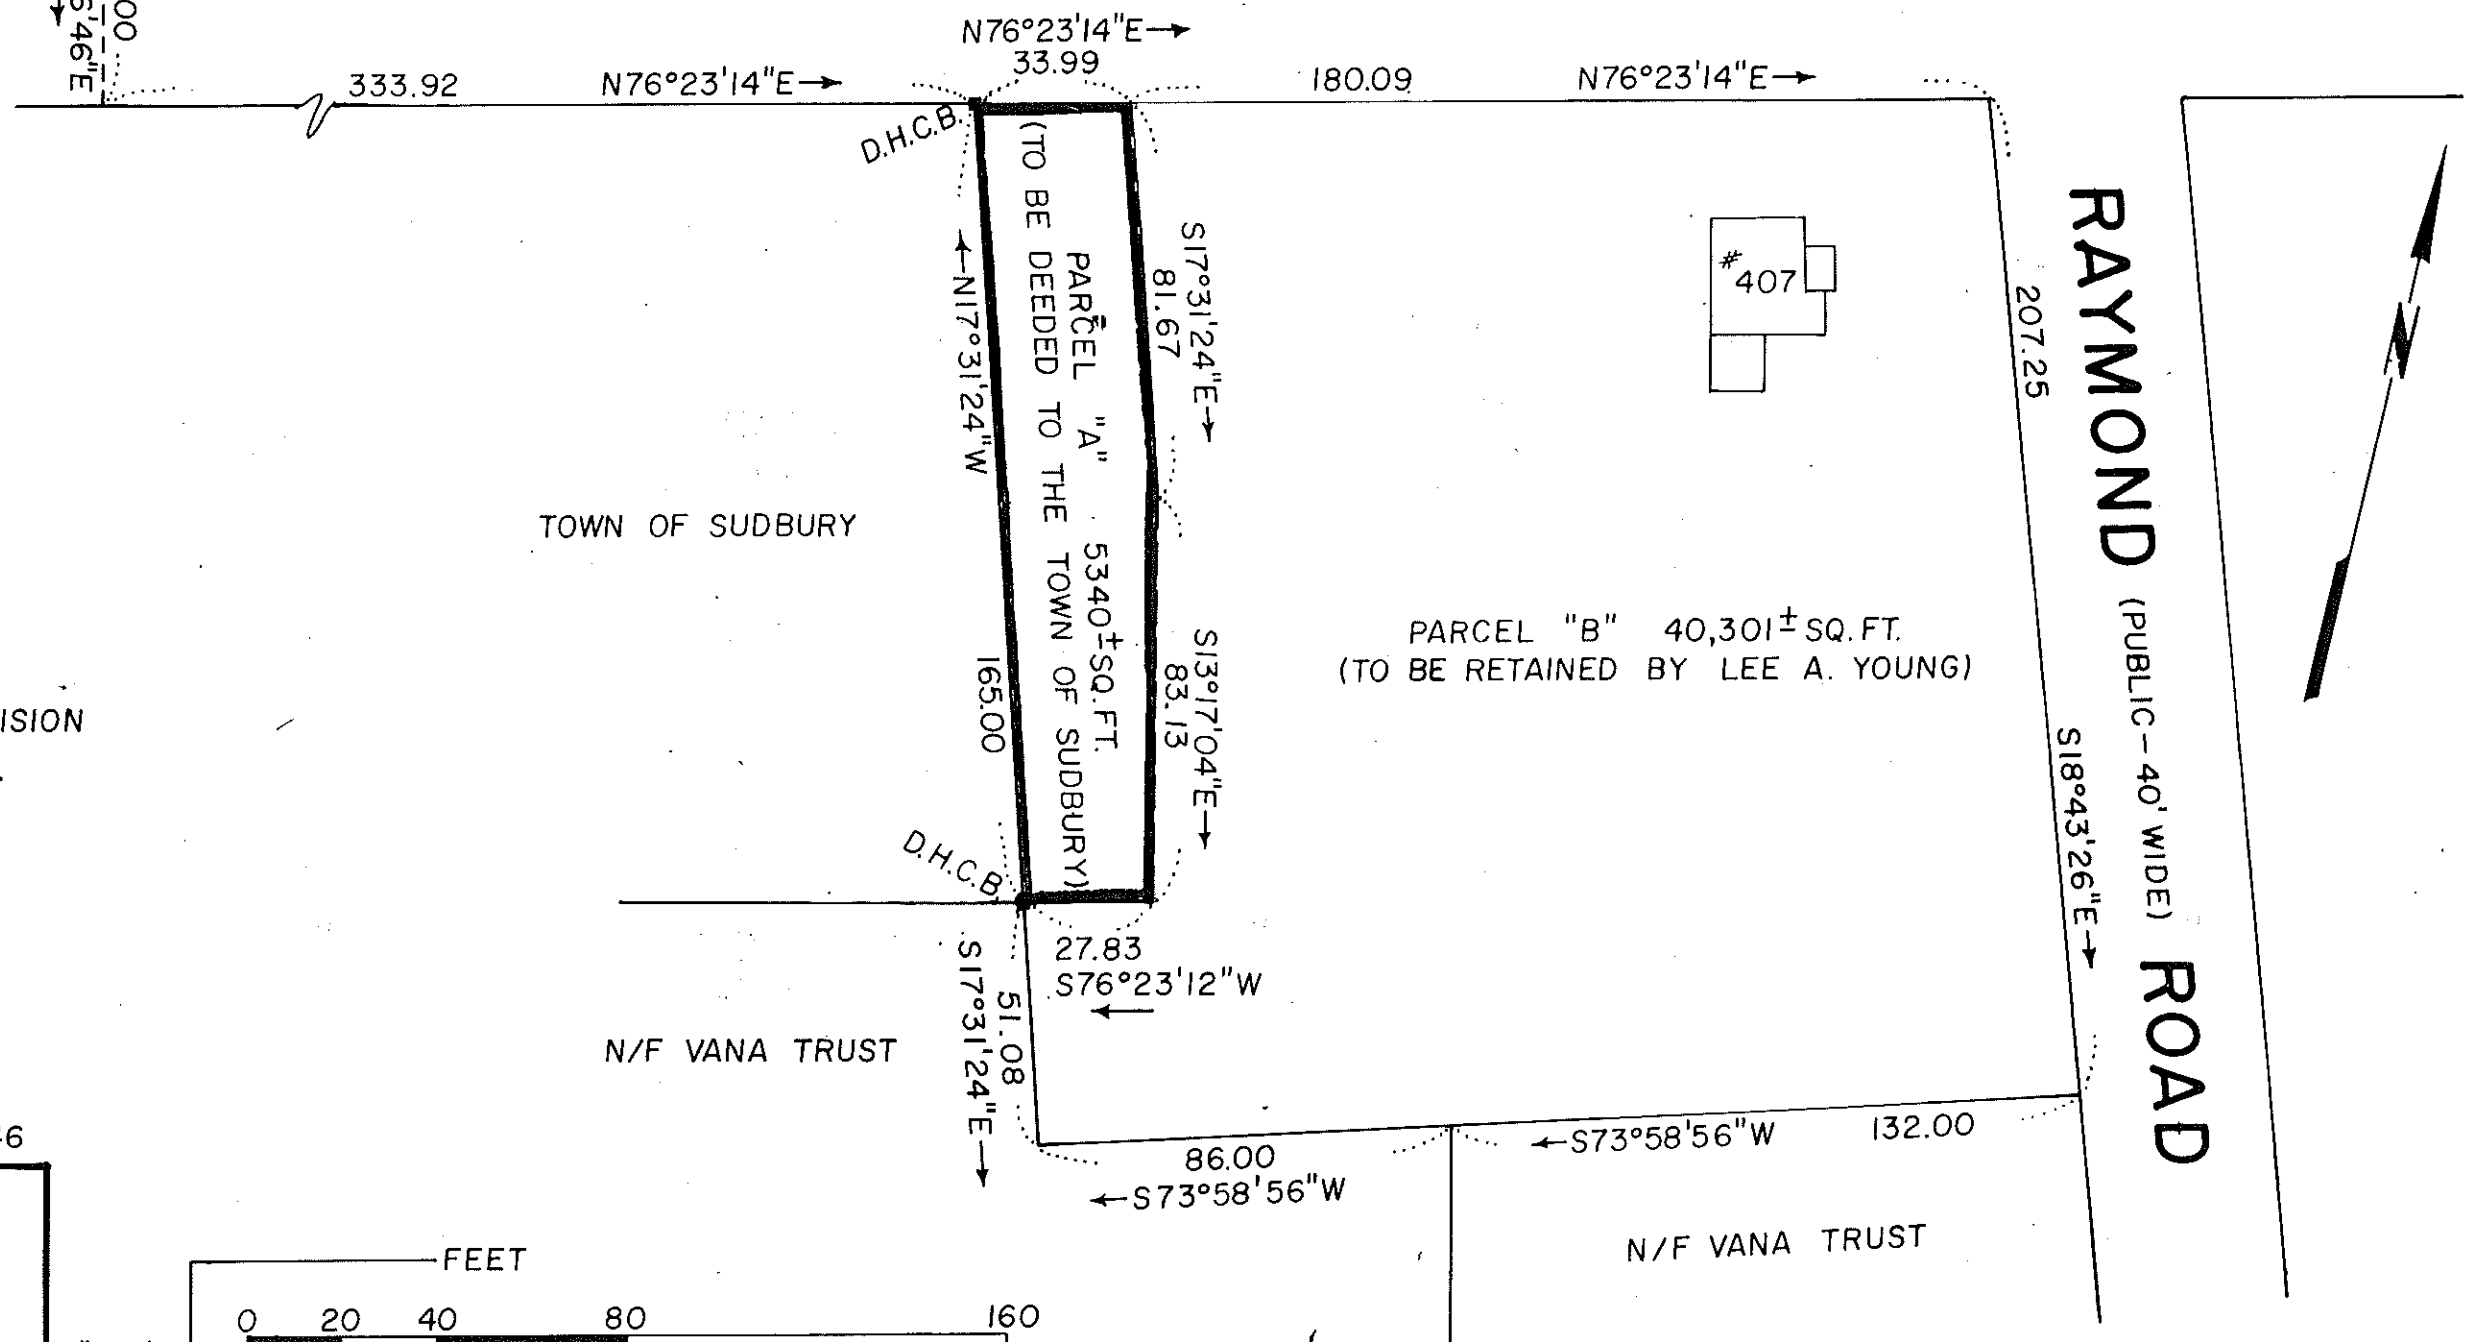 00
6'46"E
333.92
N76°23'14"E
N76°23'14"E
33.99
180.09
N76°23'14"E
D.H.C.B.
PARCEL "A" 5340± SQ.FT.
(TO BE DEEDED TO THE TOWN OF SUDBURY)
N17°31'24"W
165.00
S17°31'24"E
81.67
S13°17'04"E
83.13
#407
207.25
S18°43'26"E
RAYMOND (PUBLIC-40' WIDE) ROAD
N
TOWN OF SUDBURY
PARCEL "B" 40,301± SQ.FT.
(TO BE RETAINED BY LEE A. YOUNG)
ISION
D.H.C.B.
27.83
S76°23'12"W
51.08
S17°31'24"E
N/F VANA TRUST
86.00
S73°58'56"W
S73°58'56"W
132.00
N/F VANA TRUST
46
FEET
0 20 40 80 160